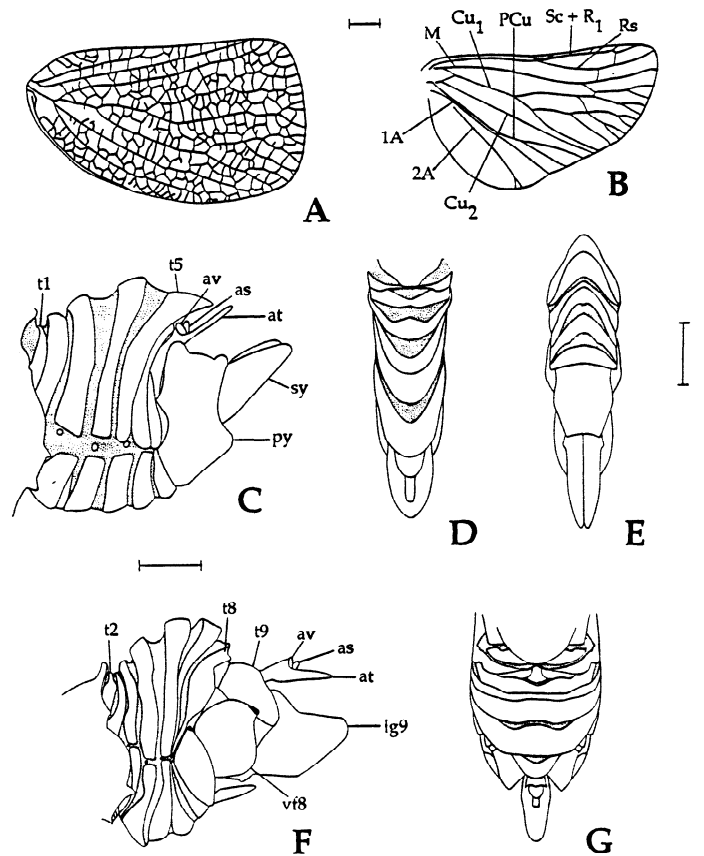 Cu1 PCu Sc + R1 Rs
M
1A
2A
Cu2
A
B
t1 t5 av as at
sy
py
C
D
E
t2 t8 t9 av as at
ig9
vf8
F
G